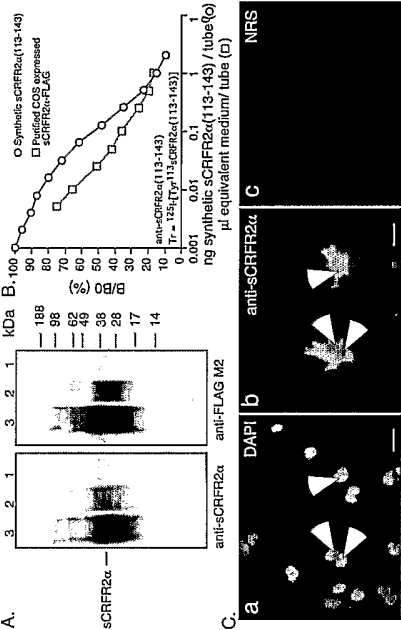 A.
kDa
3
2
1
3
2
1
188
98
62
49
38
28
17
14
sCRFR2α
anti-sCRFR2α
anti-FLAG M2
B.
Synthetic sCRFR2α(113-143)
Purified COS expressed
sCRFR2α-FLAG
100
90
80
70
60
50
40
30
20
10
0
B/B0 (%)
anti-sCRFR2α(113-143)
Tr = ¹²⁵I-[Tyr¹¹³sCRFR2α(113-143)]
0.001
0.01
0.1
1
1
ng synthetic sCRFR2α(113-143) / tube (○)
µl equivalent medium/ tube (□)
C.
a
DAPI
b
anti-sCRFR2α
c
NRS